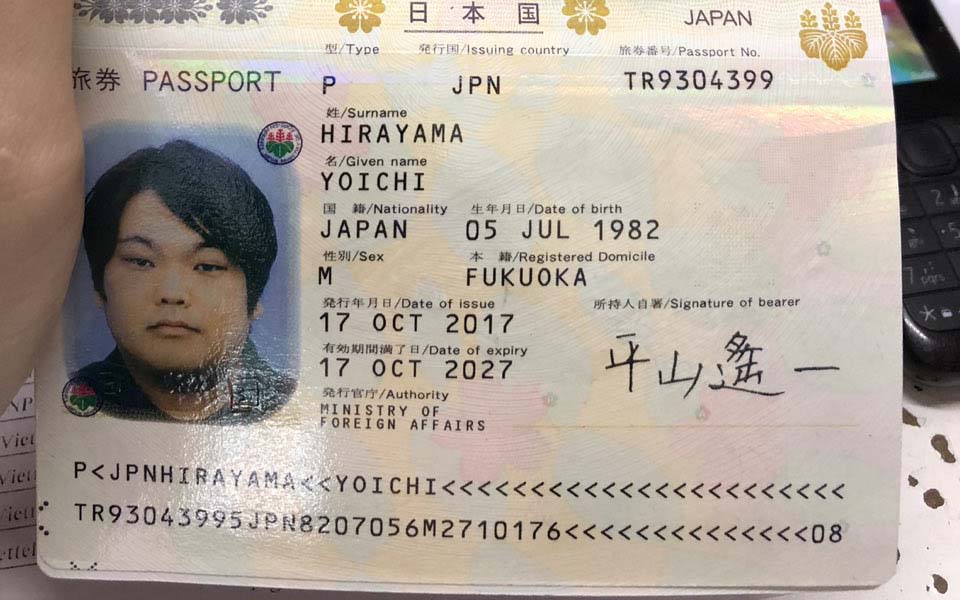 日 本 国 JAPAN
型/Type 発行国/Issuing country 旅券番号/Passport No.
旅券 PASSPORT P JPN TR9304399
姓/Surname
HIRAYAMA
名/Given name
YOICHI
国 籍/Nationality 生年月日/Date of birth
JAPAN 05 JUL 1982
性別/Sex 本 籍/Registered Domicile
M FUKUOKA
発行年月日/Date of issue 所持人自署/Signature of bearer
17 OCT 2017
有効期間満了日/Date of expiry 平山遙一
17 OCT 2027
発行官庁/Authority
MINISTRY OF
FOREIGN AFFAIRS
P<JPNHIRAYAMA<<YOICHI<<<<<<<<<<<<<<<<<<<<<<<
TR93043995JPN8207056M2710176<<<<<<<<<<<<<<08